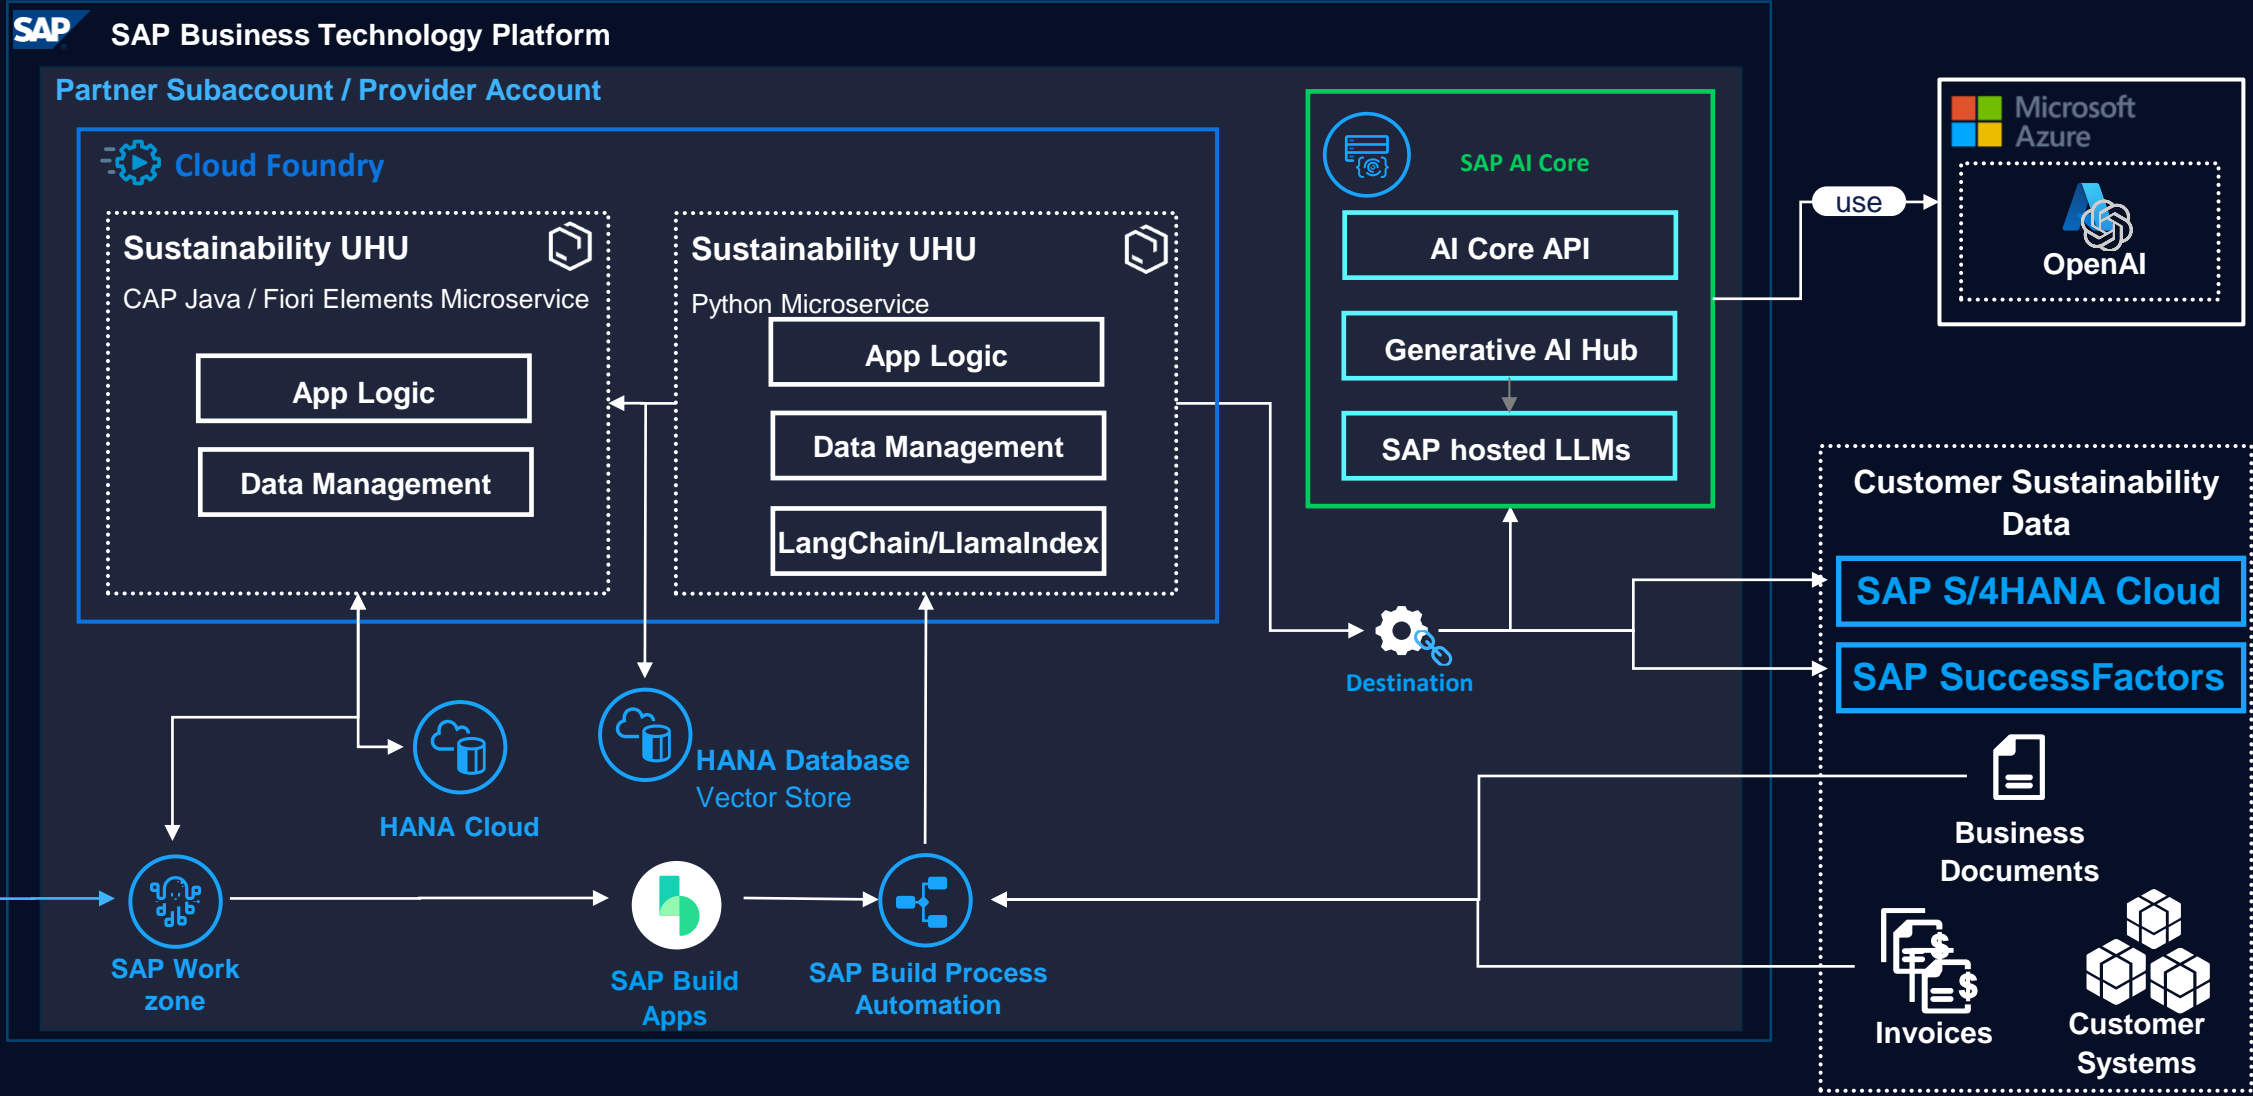 SAP
SAP Business Technology Platform
Partner Subaccount / Provider Account
Cloud Foundry
Sustainability UHU
CAP Java / Fiori Elements Microservice
App Logic
Data Management
Sustainability UHU
Python Microservice
App Logic
Data Management
LangChain/LlamaIndex
SAP AI Core
AI Core API
Generative AI Hub
SAP hosted LLMs
use
Microsoft
Azure
OpenAI
Customer Sustainability
Data
SAP S/4HANA Cloud
SAP SuccessFactors
Business
Documents
Invoices
Customer
Systems
Destination
HANA Cloud
HANA Database
Vector Store
SAP Work
zone
SAP Build
Apps
SAP Build Process
Automation